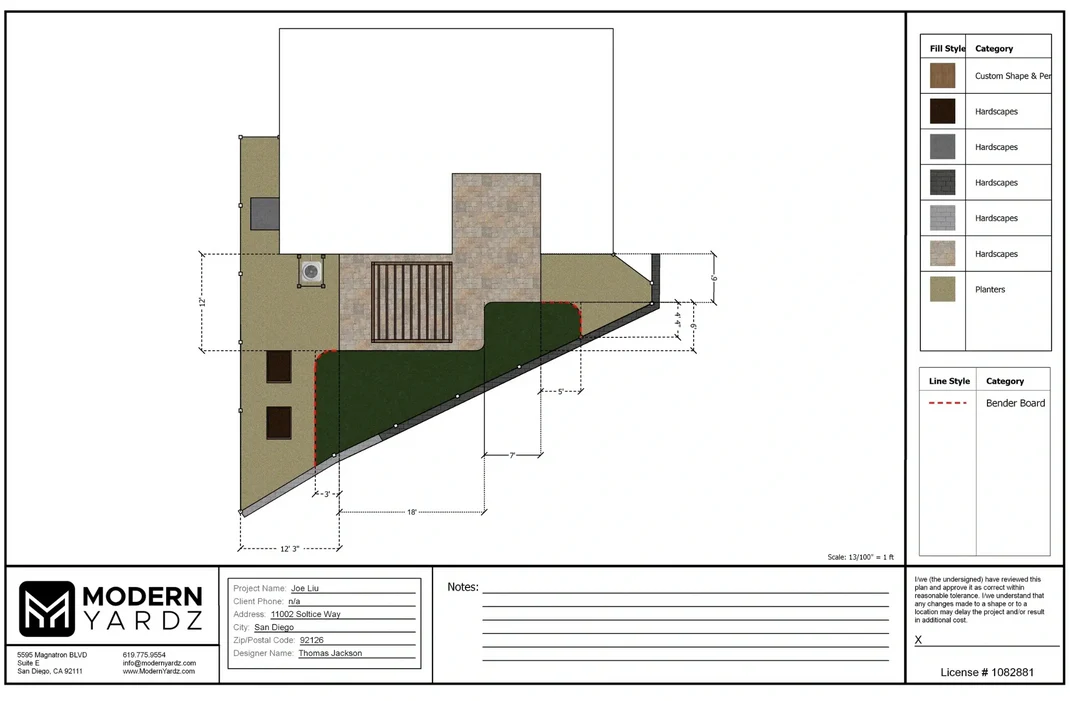 Fill Style Category
Custom Shape & Per
Hardscapes
Hardscapes
Hardscapes
Hardscapes
Hardscapes
Planters
Line Style Category
Bender Board
12'
6'
4' 4"
6'
5'
7'
3'
18'
12' 3"
Scale: 13/100" = 1 ft
MODERN
YARDZ
5595 Magnatron BLVD
Suite E
San Diego, CA 92111
619.775.9554
info@modernyardz.com
www.ModernYardz.com
Project Name: Joe Liu
Client Phone: n/a
Address: 11002 Soltice Way
City: San Diego
Zip/Postal Code: 92126
Designer Name: Thomas Jackson
Notes:
I/we (the undersigned) have reviewed this
plan and approve it as correct within
reasonable tolerance. I/we understand that
any changes made to a shape or to a
location may delay the project and/or result
in additional cost.
X
License # 1082881